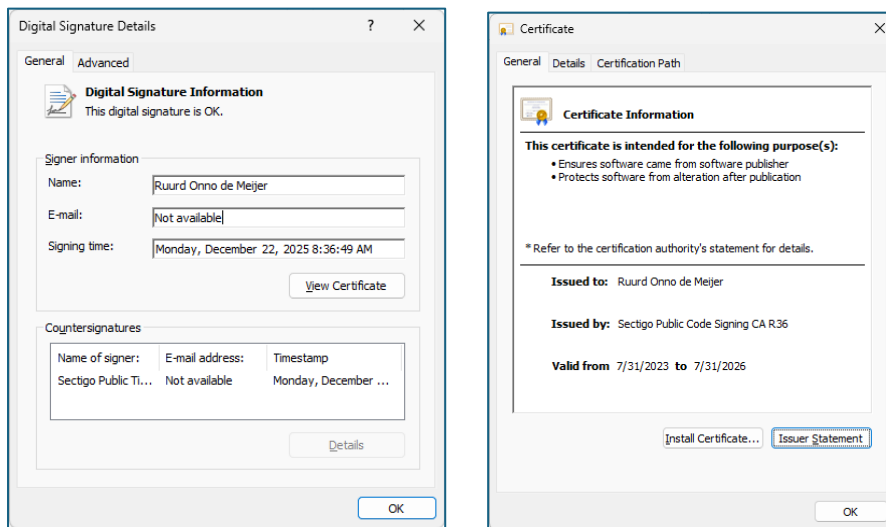 Digital Signature Details
General
Advanced
Digital Signature Information
This digital signature is OK.
Signer information
Name:
Ruurd Onno de Meijer
E-mail:
Not available
Signing time:
Monday, December 22, 2025 8:36:49 AM
View Certificate
Countersignatures
Name of signer: E-mail address: Timestamp
Sectigo Public Ti... Not available Monday, December ...
Details
OK
Certificate
General Details Certification Path
Certificate Information
This certificate is intended for the following purpose(s):
• Ensures software came from software publisher
• Protects software from alteration after publication
* Refer to the certification authority's statement for details.
Issued to: Ruurd Onno de Meijer
Issued by: Sectigo Public Code Signing CA R36
Valid from 7/31/2023 to 7/31/2026
Install Certificate... Issuer Statement
OK